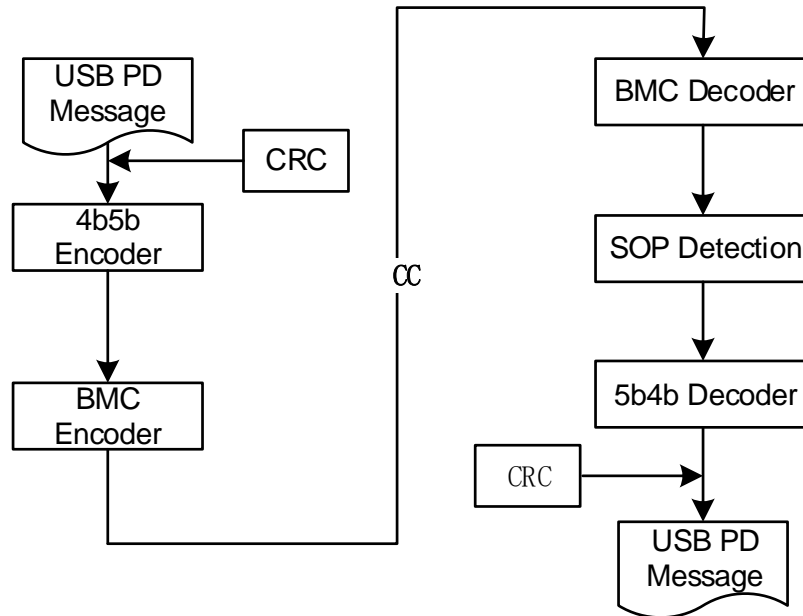 USB PD
Message
CRC
4b5b
Encoder
BMC
Encoder
CC
BMC Decoder
SOP Detection
5b4b Decoder
CRC
USB PD
Message